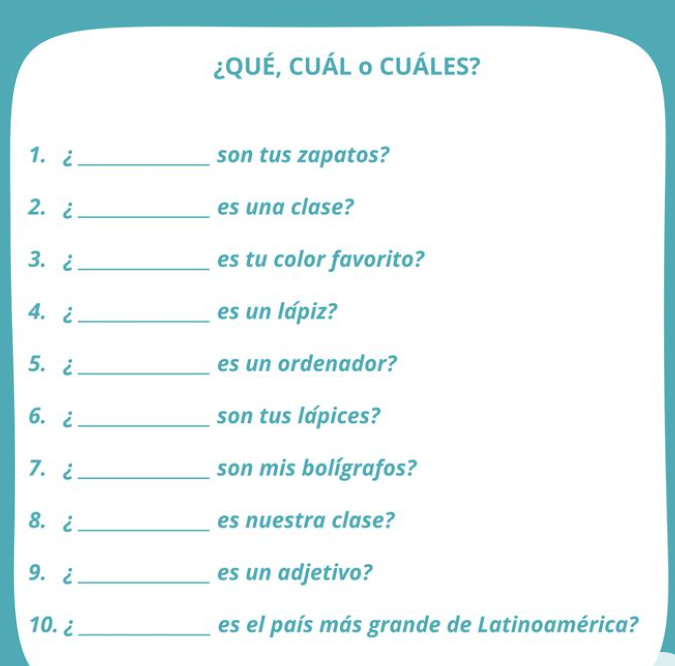 ¿QUÉ, CUÁL o CUÁLES?
1. ¿__________ son tus zapatos?
2. ¿__________ es una clase?
3. ¿__________ es tu color favorito?
4. ¿__________ es un lápiz?
5. ¿__________ es un ordenador?
6. ¿__________ son tus lápices?
7. ¿__________ son mis bolígrafos?
8. ¿__________ es nuestra clase?
9. ¿__________ es un adjetivo?
10. ¿__________ es el país más grande de Latinoamérica?